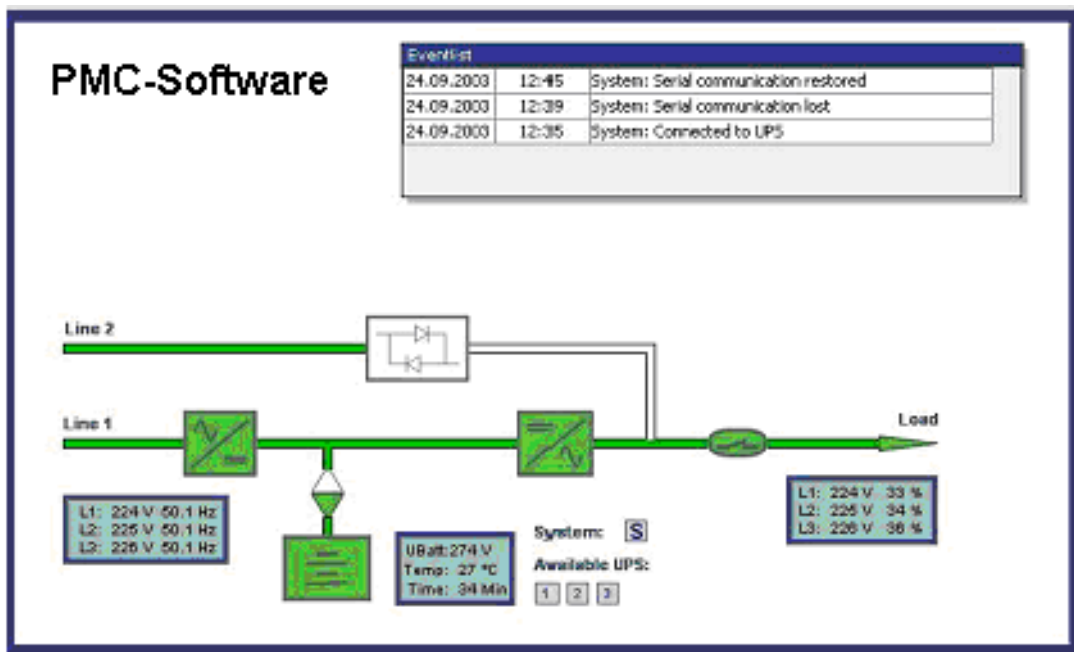 PMC-Software
Eventlist
24.09.2003 12:45 System: Serial communication restored
24.09.2003 12:39 System: Serial communication lost
24.09.2003 12:35 System: Connected to UPS
Line 2
Line 1
Load
L1: 224 V 50.1 Hz
L2: 225 V 50.1 Hz
L3: 226 V 50.1 Hz
UBatt:274 V
Temp: 27 °C
Time: 34 Min
System: S
Available UPS:
1 2 3
L1: 224 V 33 %
L2: 225 V 34 %
L3: 226 V 36 %